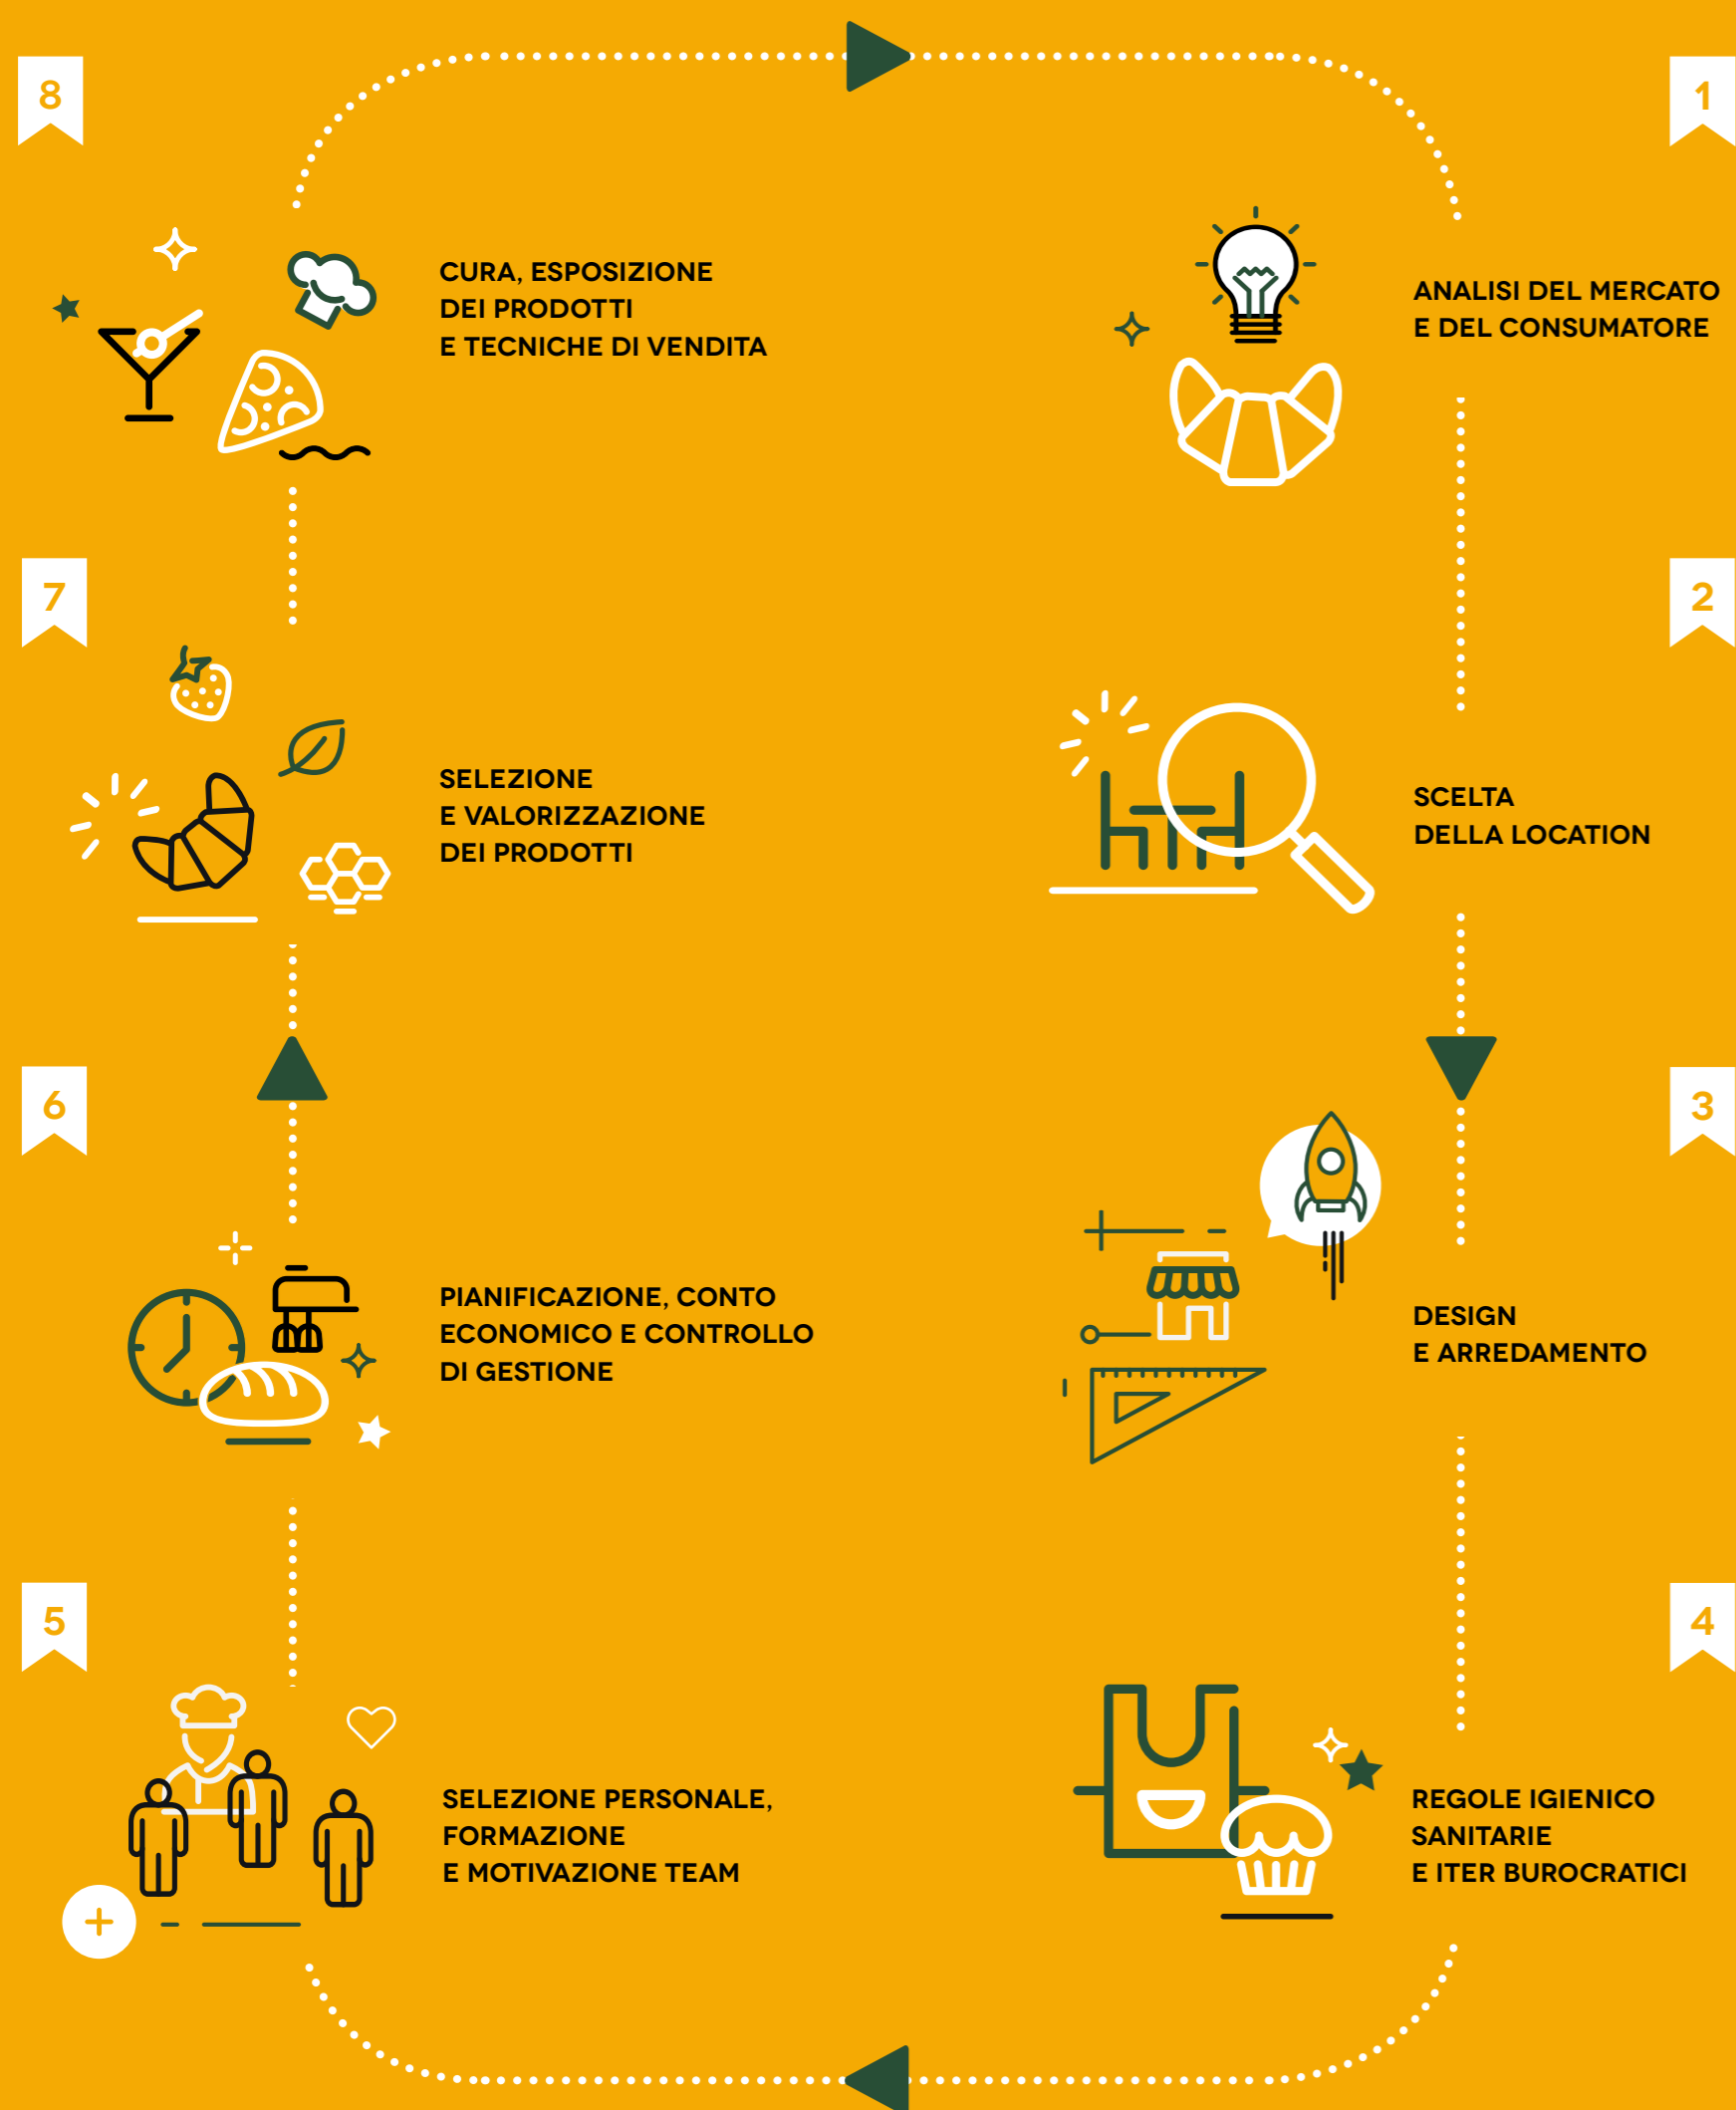 1
ANALISI DEL MERCATO
E DEL CONSUMATORE
2
SCELTA
DELLA LOCATION
3
DESIGN
E ARREDAMENTO
4
REGOLE IGIENICO
SANITARIE
E ITER BUROCRATICI
5
SELEZIONE PERSONALE,
FORMAZIONE
E MOTIVAZIONE TEAM
6
PIANIFICAZIONE, CONTO
ECONOMICO E CONTROLLO
DI GESTIONE
7
SELEZIONE
E VALORIZZAZIONE
DEI PRODOTTI
8
CURA, ESPOSIZIONE
DEI PRODOTTI
E TECNICHE DI VENDITA